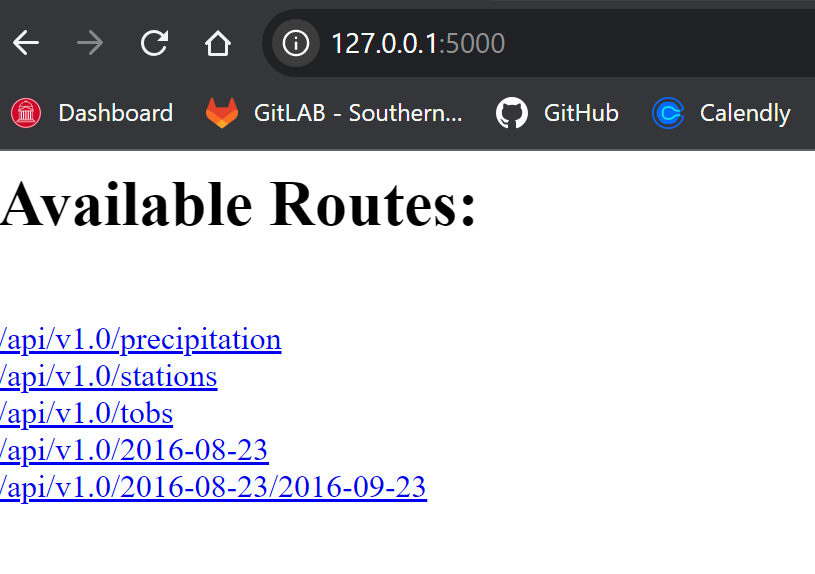 127.0.0.1:5000
Dashboard GitLAB - Southern... GitHub Calendly
Available Routes:
/api/v1.0/precipitation
/api/v1.0/stations
/api/v1.0/tobs
/api/v1.0/2016-08-23
/api/v1.0/2016-08-23/2016-09-23